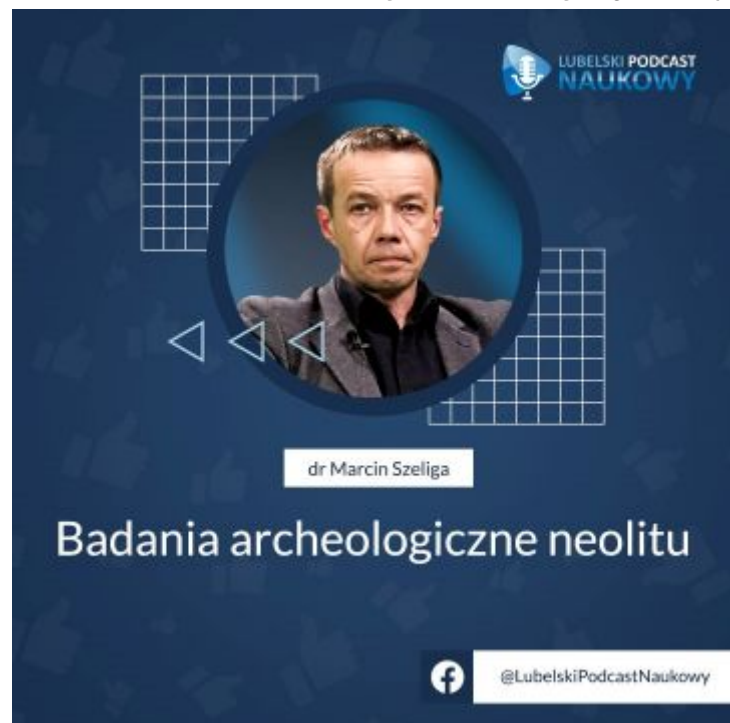 LUBELSKI PODCAST
NAUKOWY
dr Marcin Szeliga
Badania archeologiczne neolitu
@LubelskiPodcastNaukowy